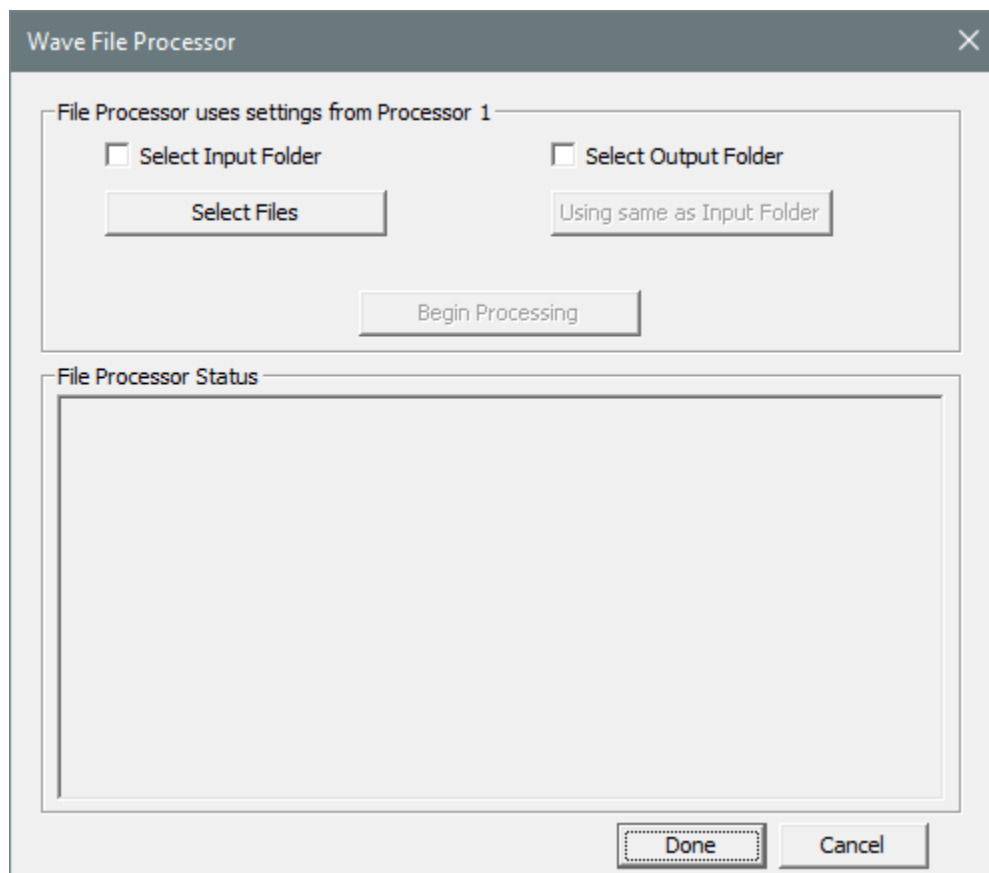 Wave File Processor
File Processor uses settings from Processor 1
Select Input Folder
Select Output Folder
Select Files
Using same as Input Folder
Begin Processing
File Processor Status
Done
Cancel